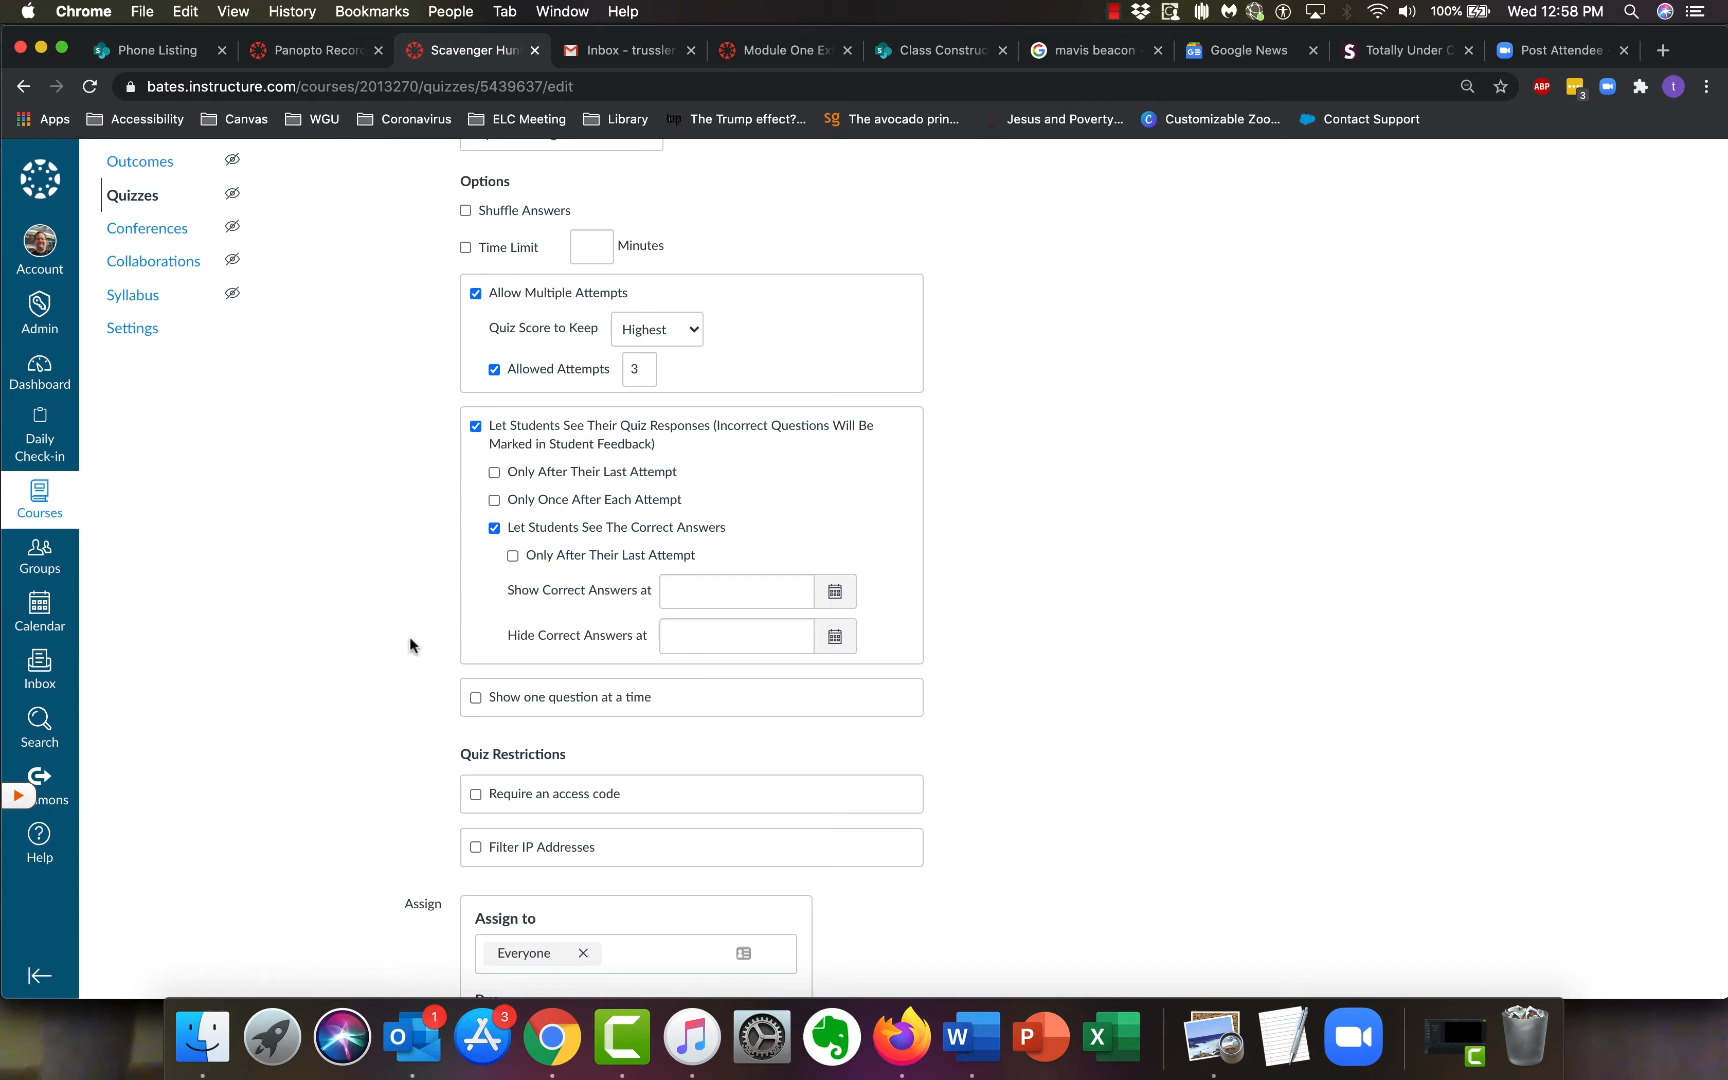 Chrome File Edit View History Bookmarks People Tab Window Help 100% Wed 12:58 PM
Phone Listing Panopto Recor Scavenger Hun Inbox - trussler Module One Ex Class Construc mavis beacon - Google News Totally Under C Post Attendee -
bates.instructure.com/courses/2013270/quizzes/5439637/edit ABP 3 t
Apps Accessibility Canvas WGU Coronavirus ELC Meeting Library wp The Trump effect?... SG The avocado prin... Jesus and Poverty... C Customizable Zoo... Contact Support
Account
Admin
Dashboard
Daily
Check-in
Courses
Groups
Calendar
Inbox
Search
mons
Help
Outcomes
Quizzes
Conferences
Collaborations
Syllabus
Settings
Options
Shuffle Answers
Time Limit Minutes
Allow Multiple Attempts
Quiz Score to Keep Highest
Allowed Attempts 3
Let Students See Their Quiz Responses (Incorrect Questions Will Be
Marked in Student Feedback)
Only After Their Last Attempt
Only Once After Each Attempt
Let Students See The Correct Answers
Only After Their Last Attempt
Show Correct Answers at
Hide Correct Answers at
Show one question at a time
Quiz Restrictions
Require an access code
Filter IP Addresses
Assign
Assign to
Everyone
1 3
O W P X